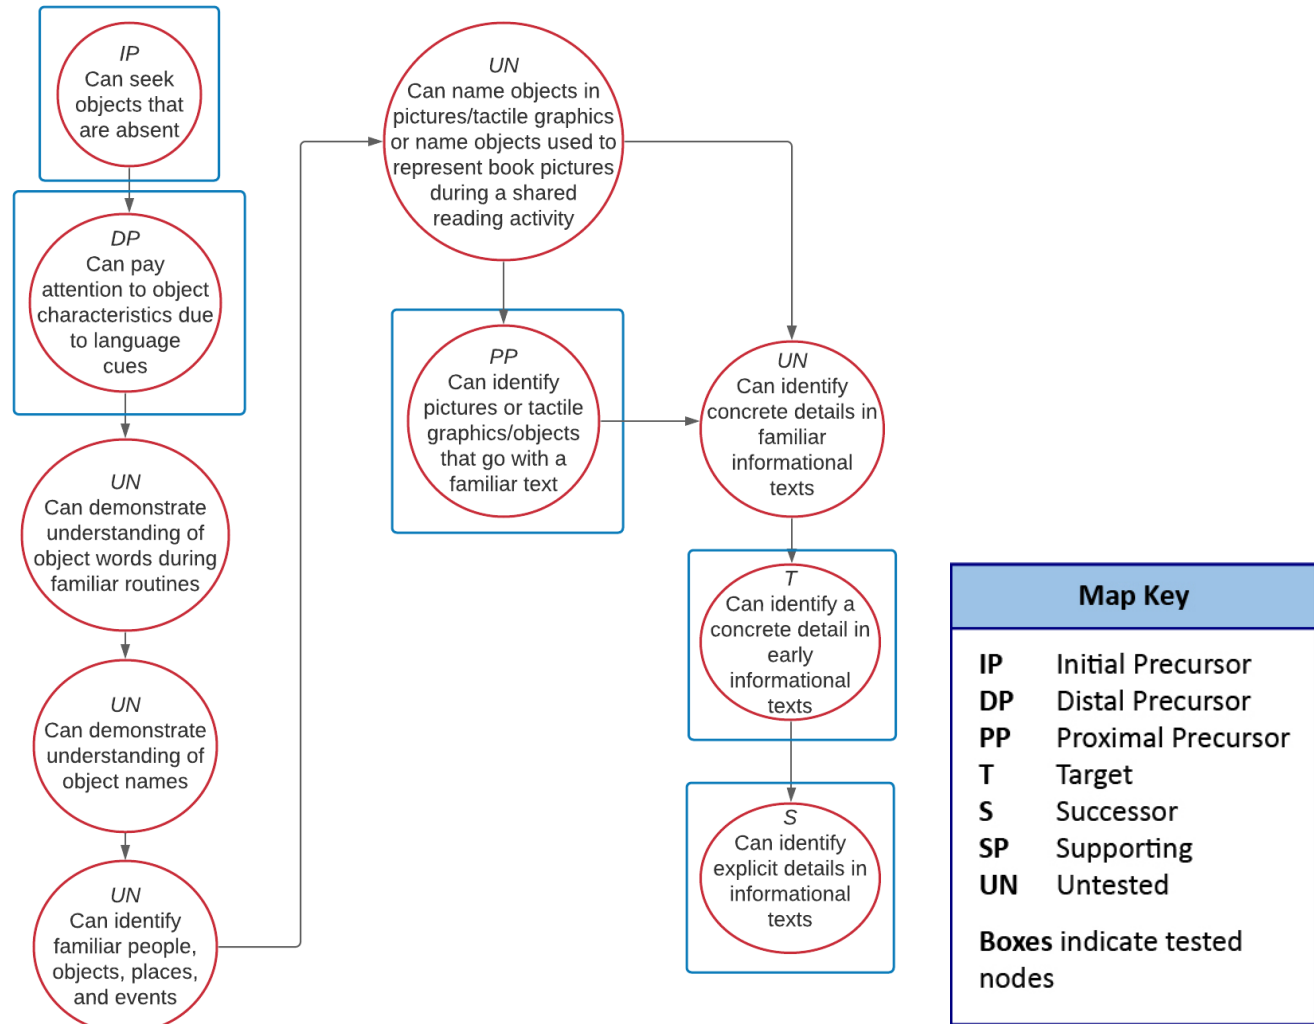 IP
Can seek
objects that
are absent
DP
Can pay
attention to object
characteristics due
to language
cues
UN
Can demonstrate
understanding of
object words during
familiar routines
UN
Can demonstrate
understanding of
object names
UN
Can identify
familiar people,
objects, places,
and events
UN
Can name objects in
pictures/tactile graphics
or name objects used to
represent book pictures
during a shared
reading activity
PP
Can identify
pictures or tactile
graphics/objects
that go with a
familiar text
UN
Can identify
concrete details in
familiar
informational
texts
T
Can identify a
concrete detail in
early
informational
texts
S
Can identify
explicit details in
informational
texts
Map Key
IP Initial Precursor
DP Distal Precursor
PP Proximal Precursor
T Target
S Successor
SP Supporting
UN Untested
Boxes indicate tested
nodes